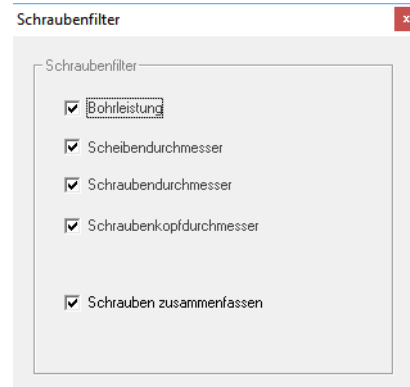 Schraubenfilter
Schraubenfilter
Bohrleistung
Scheibendurchmesser
Schraubendurchmesser
Schraubenkopfdurchmesser
Schrauben zusammenfassen